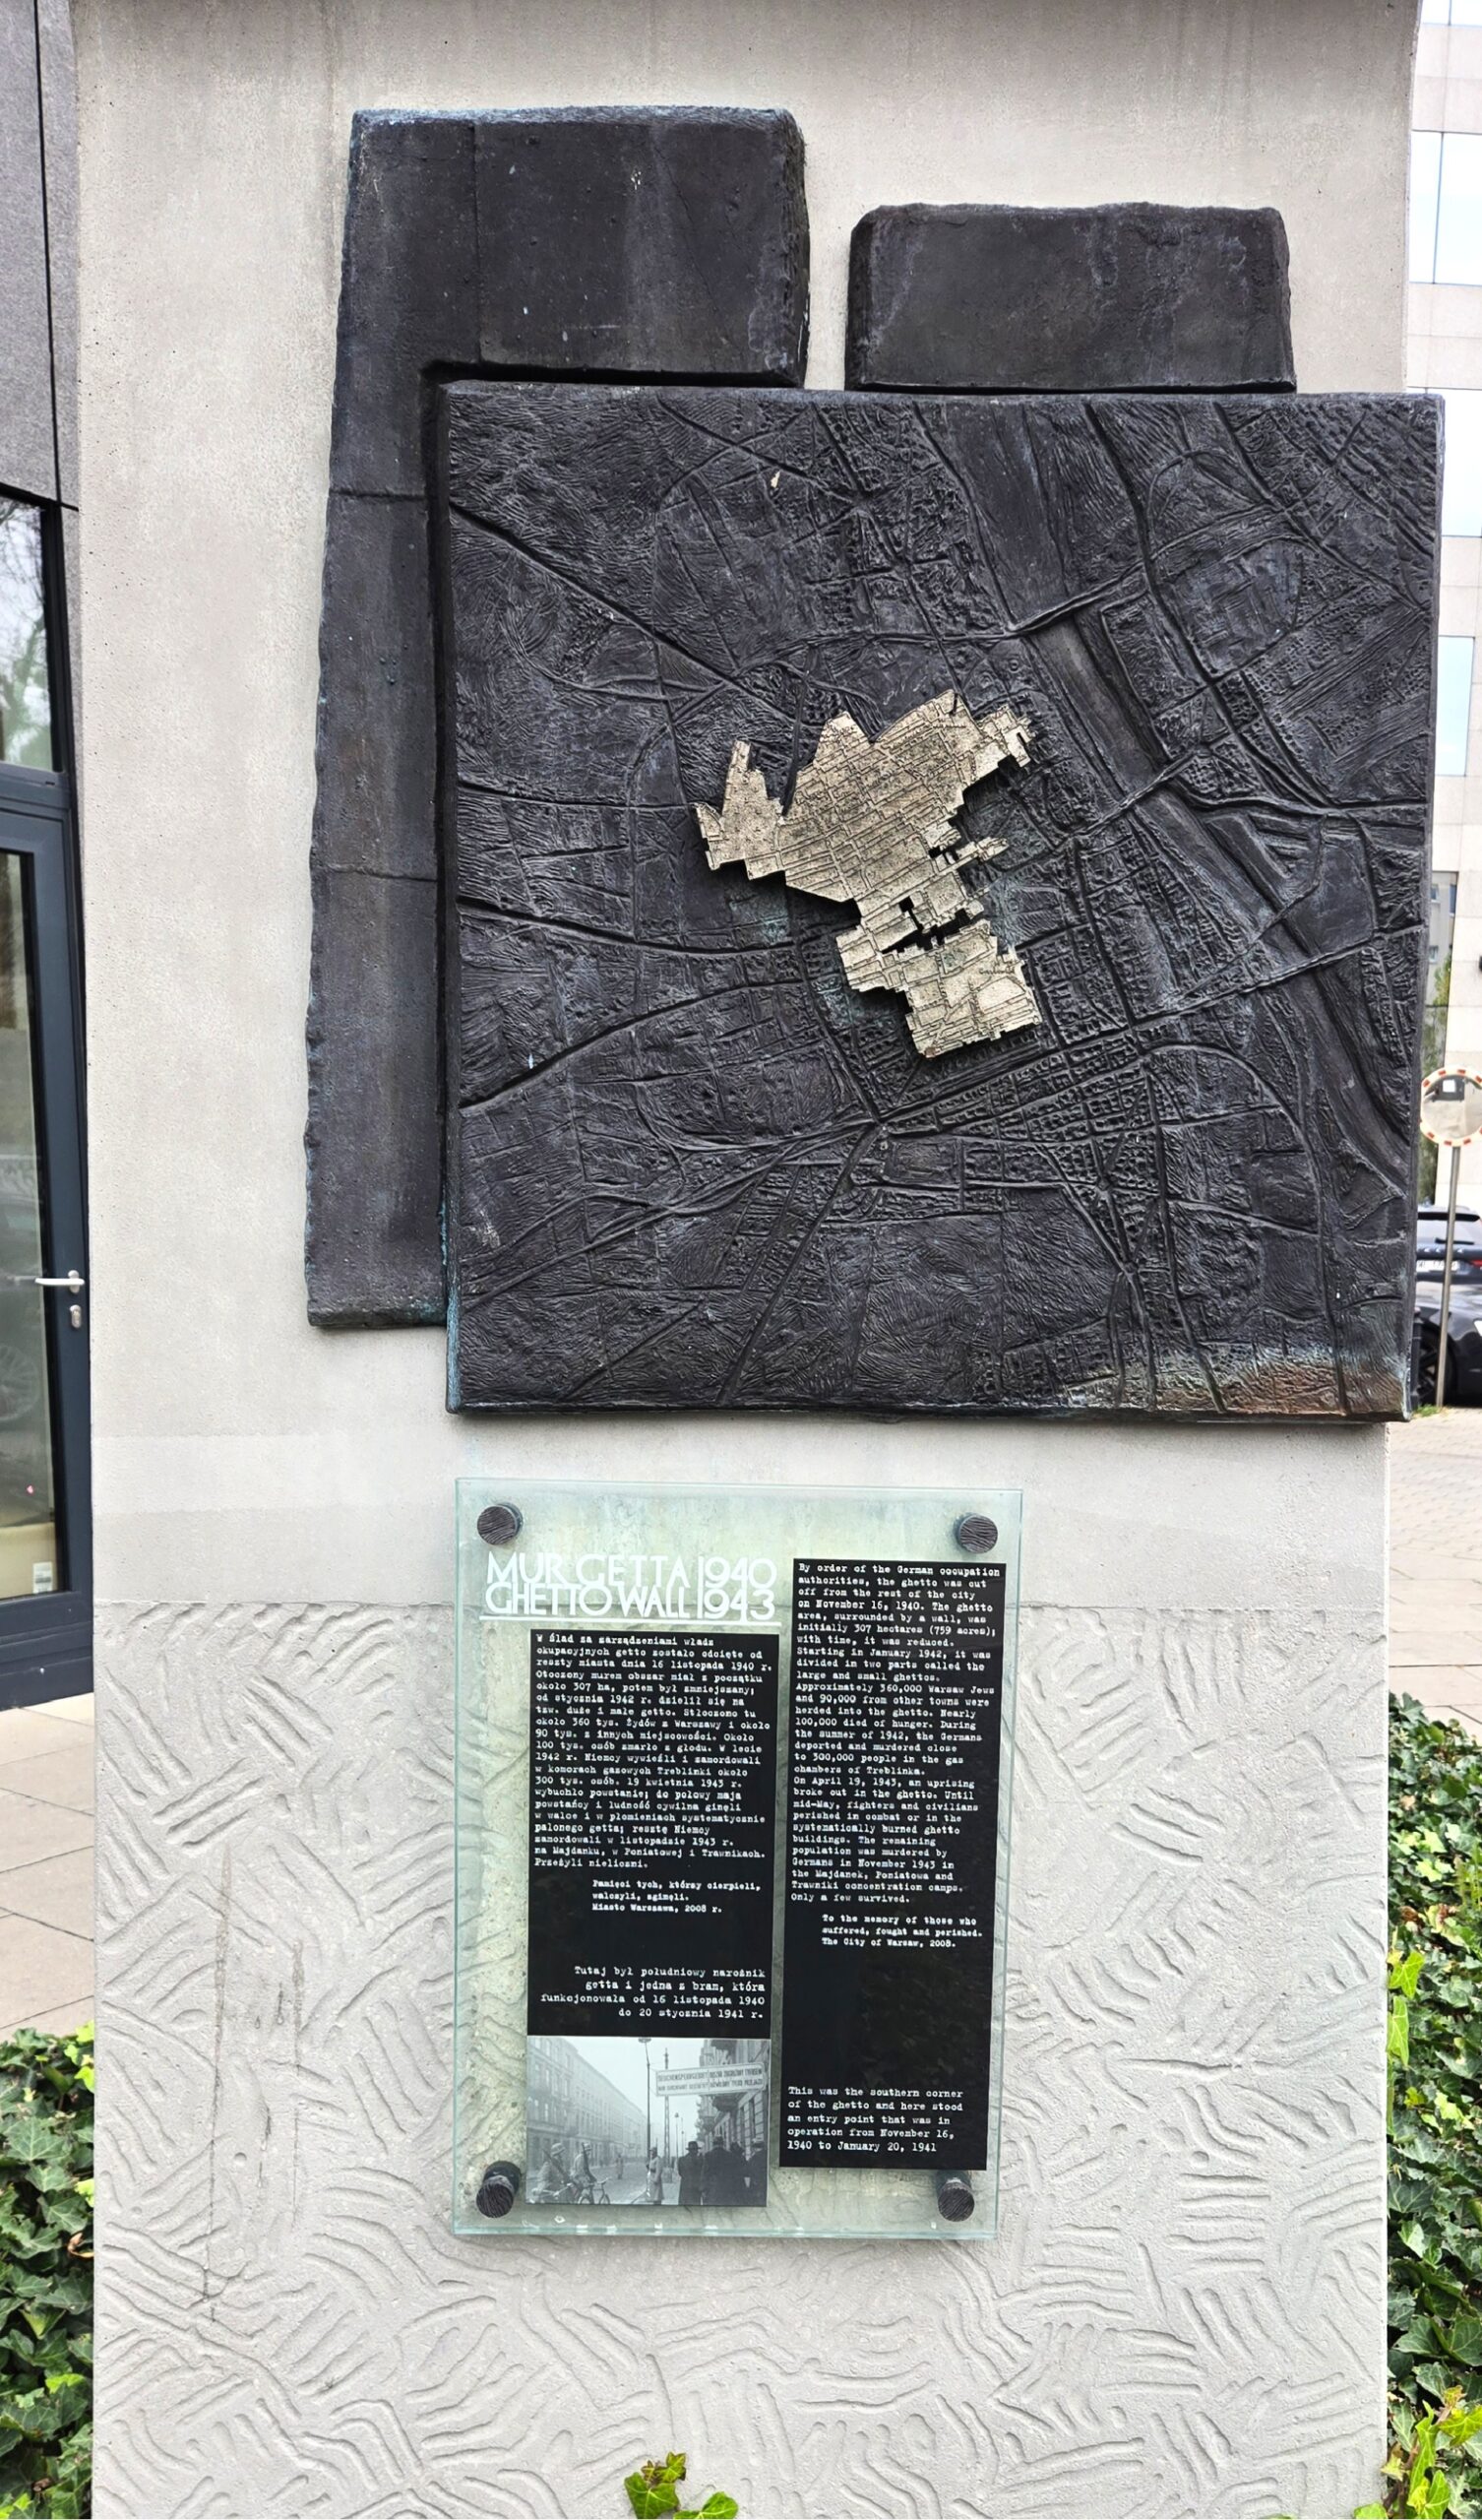 MUR GETTA 1940
GHETTO WALL 1943
W ślad za zarządzeniami władz
okupacyjnych getto zostało odcięte od
reszty miasta dnia 16 listopada 1940 r.
Otoczony murem obszar miał z początku
około 307 ha, potem był zmniejszany;
od stycznia 1942 r. dzielił się na
tzw. duże i małe getto. Stłoczono tu
około 360 tys. Żydów z Warszawy i około
90 tys. z innych miejscowości. Około
100 tys. osób zmarło z głodu. W lecie
1942 r. Niemcy wywieźli i zamordowali
w komorach gazowych Treblinki około
300 tys. osób. 19 kwietnia 1943 r.
wybuchło powstanie; do połowy maja
powstańcy i ludność cywilna ginęli
w walce i w płomieniach systematycznie
palonego getta; resztę Niemcy
zamordowali w listopadzie 1943 r.
na Majdanku, w Poniatowej i Trawnikach.
Przeżyli nieliczni.
Pamięci tych, którzy cierpieli,
walczyli, zginęli.
Miasto Warszawa, 2008 r.
Tutaj był południowy narożnik
getta i jedna z bram, która
funkcjonowała od 16 listopada 1940
do 20 stycznia 1941 r.
By order of the German occupation
authorities, the ghetto was cut
off from the rest of the city
on November 16, 1940. The ghetto
area, surrounded by a wall, was
initially 307 hectares (759 acres);
with time, it was reduced.
Starting in January 1942, it was
divided in two parts called the
large and small ghettos.
Approximately 360,000 Warsaw Jews
and 90,000 from other towns were
herded into the ghetto. Nearly
100,000 died of hunger. During
the summer of 1942, the Germans
deported and murdered close
to 300,000 people in the gas
chambers of Treblinka.
On April 19, 1943, an uprising
broke out in the ghetto. Until
mid-May, fighters and civilians
perished in combat or in the
systematically burned ghetto
buildings. The remaining
population was murdered by
Germans in November 1943 in
the Majdanek, Poniatowa and
Trawniki concentration camps.
Only a few survived.
To the memory of those who
suffered, fought and perished.
The City of Warsaw, 2008.
This was the southern corner
of the ghetto and here stood
an entry point that was in
operation from November 16,
1940 to January 20, 1941